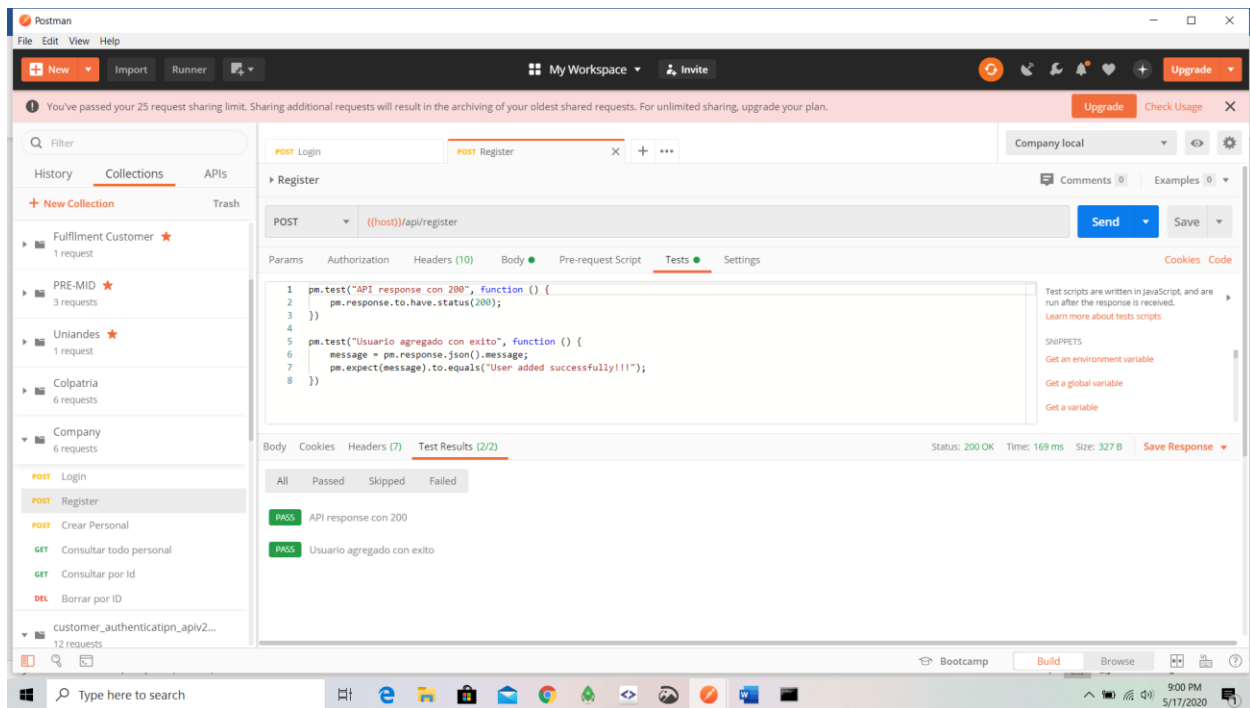 Postman
File Edit View Help
New Import Runner My Workspace Invite Upgrade
You've passed your 25 request sharing limit. Sharing additional requests will result in the archiving of your oldest shared requests. For unlimited sharing, upgrade your plan. Upgrade Check Usage
Filter
History Collections APIs
+ New Collection Trash
Fulfllment Customer
1 request
PRE-MID
3 requests
Uniandes
1 request
Colpatria
6 requests
Company
6 requests
POST Login
POST Register
POST Crear Personal
GET Consultar todo personal
GET Consultar por Id
DEL Borrar por ID
customer_authenticatipn_apiv2...
12 requests
POST Login POST Register Company local
Register Comments 0 Examples 0
POST {{host}}/api/register Send Save
Params Authorization Headers (10) Body Pre-request Script Tests Settings Cookies Code
1 pm.test("API response con 200", function () {
2 pm.response.to.have.status(200);
3 })
4
5 pm.test("Usuario agregado con exito", function () {
6 message = pm.response.json().message;
7 pm.expect(message).to.equals("User added successfully!!!");
8 })
Test scripts are written in JavaScript, and are
run after the response is received.
Learn more about tests scripts
SNIPPETS
Get an environment variable
Get a global variable
Get a variable
Body Cookies Headers (7) Test Results (2/2) Status: 200 OK Time: 169 ms Size: 327 B Save Response
All Passed Skipped Failed
PASS API response con 200
PASS Usuario agregado con exito
Bootcamp Build Browse
Type here to search
9:00 PM
5/17/2020